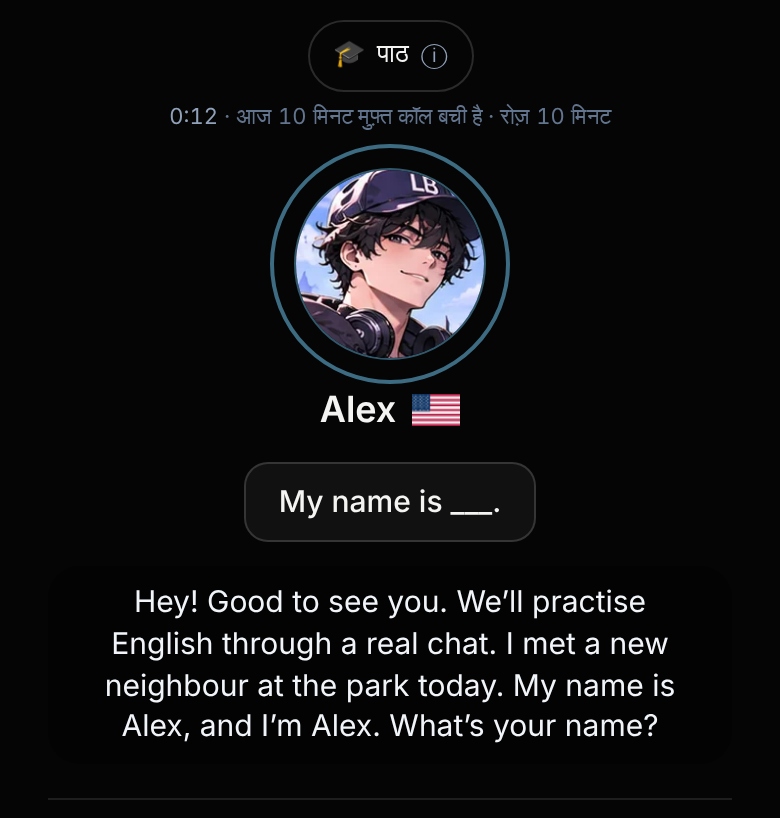 पाठ
0:12 · आज 10 मिनट मुफ़्त कॉल बची है · रोज़ 10 मिनट
LB
Alex
My name is ___.
Hey! Good to see you. We’ll practise
English through a real chat. I met a new
neighbour at the park today. My name is
Alex, and I’m Alex. What’s your name?